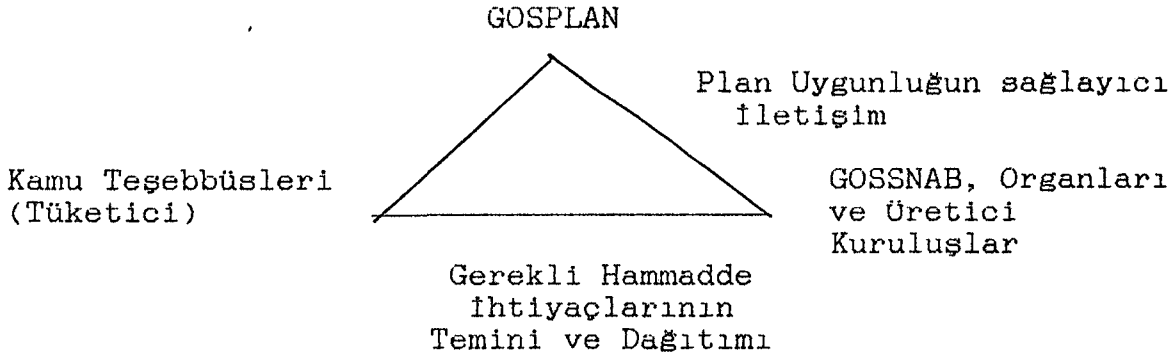 GOSPLAN
Plan Uygunluğun sağlayıcı
İletişim
Kamu Teşebbüsleri
(Tüketici)
GOSSNAB, Organları
ve Üretici
Kuruluşlar
Gerekli Hammadde
İhtiyaçlarının
Temini ve Dağıtımı